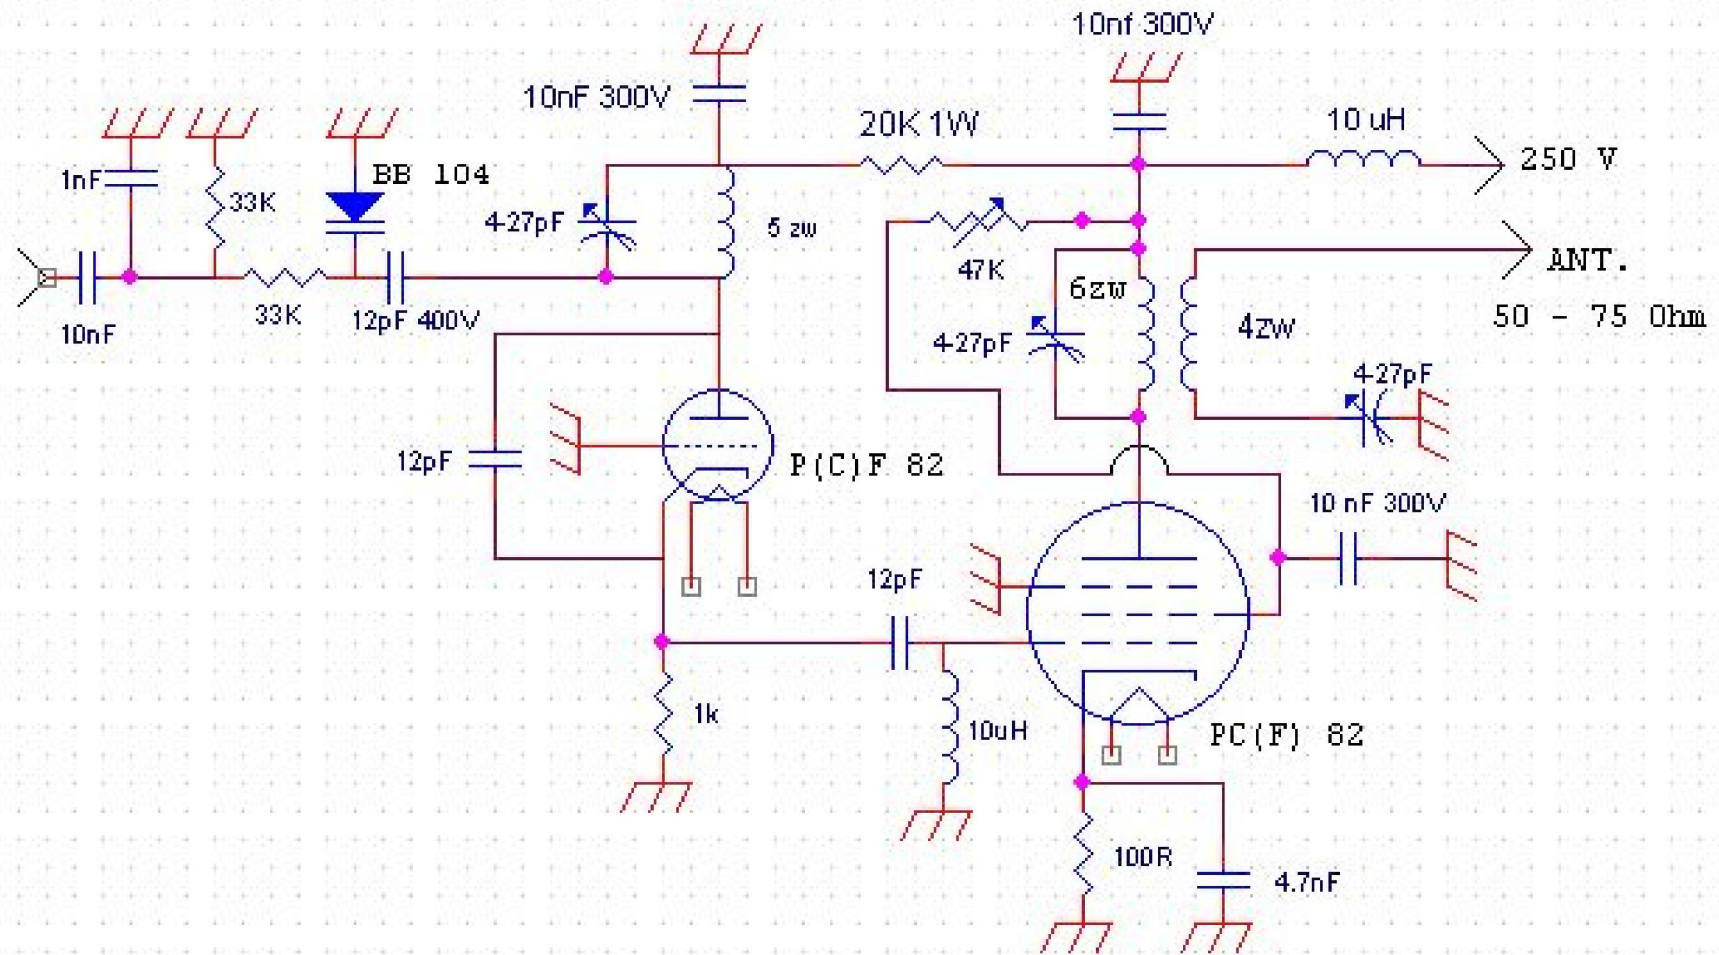 10nf 300V
10nF 300V
20K 1W
10 uH
250 V
1nF
BB 104
33K
4-27pF
5 zw
47K
ANT.
50 - 75 Ohm
10nF
33K
12pF 400V
6zw
4-27pF
4zw
4-27pF
12pF
P(C)F 82
10 nF 300V
12pF
1k
10uH
PC(F) 82
100R
4.7nF